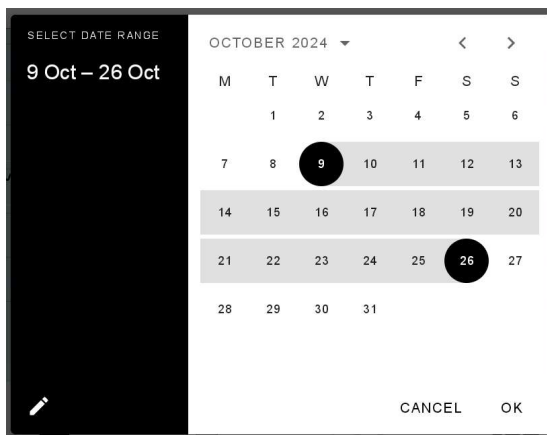 SELECT DATE RANGE
9 Oct – 26 Oct
OCTOBER 2024
M T W T F S S
1 2 3 4 5 6
7 8 9 10 11 12 13
14 15 16 17 18 19 20
21 22 23 24 25 26 27
28 29 30 31
CANCEL OK